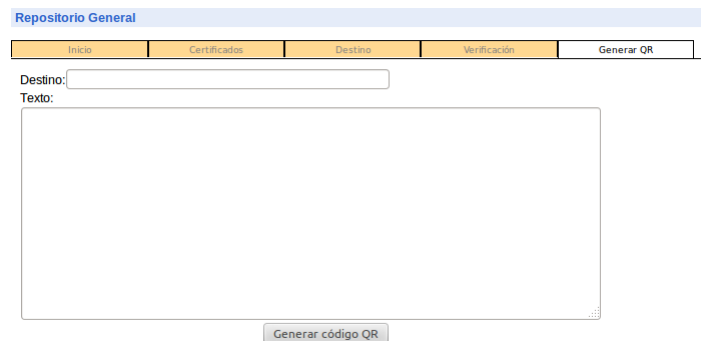 Repositorio General
Inicio Certificados Destino Verificación Generar QR
Destino:
Texto:
Generar código QR